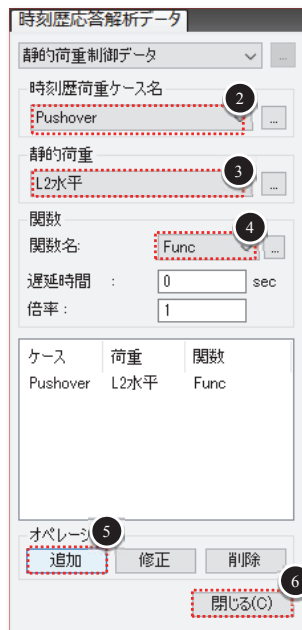 時刻歴応答解析データ
静的荷重制御データ ...
時刻歴荷重ケース名
2
Pushover ...
静的荷重
3
L2水平 ...
関数
4
関数名: Func ...
遅延時間 : 0 sec
倍率 : 1
ケース 荷重 関数
Pushover L2水平 Func
オペレーシ
5
追加 修正 削除
6
閉じる(C)